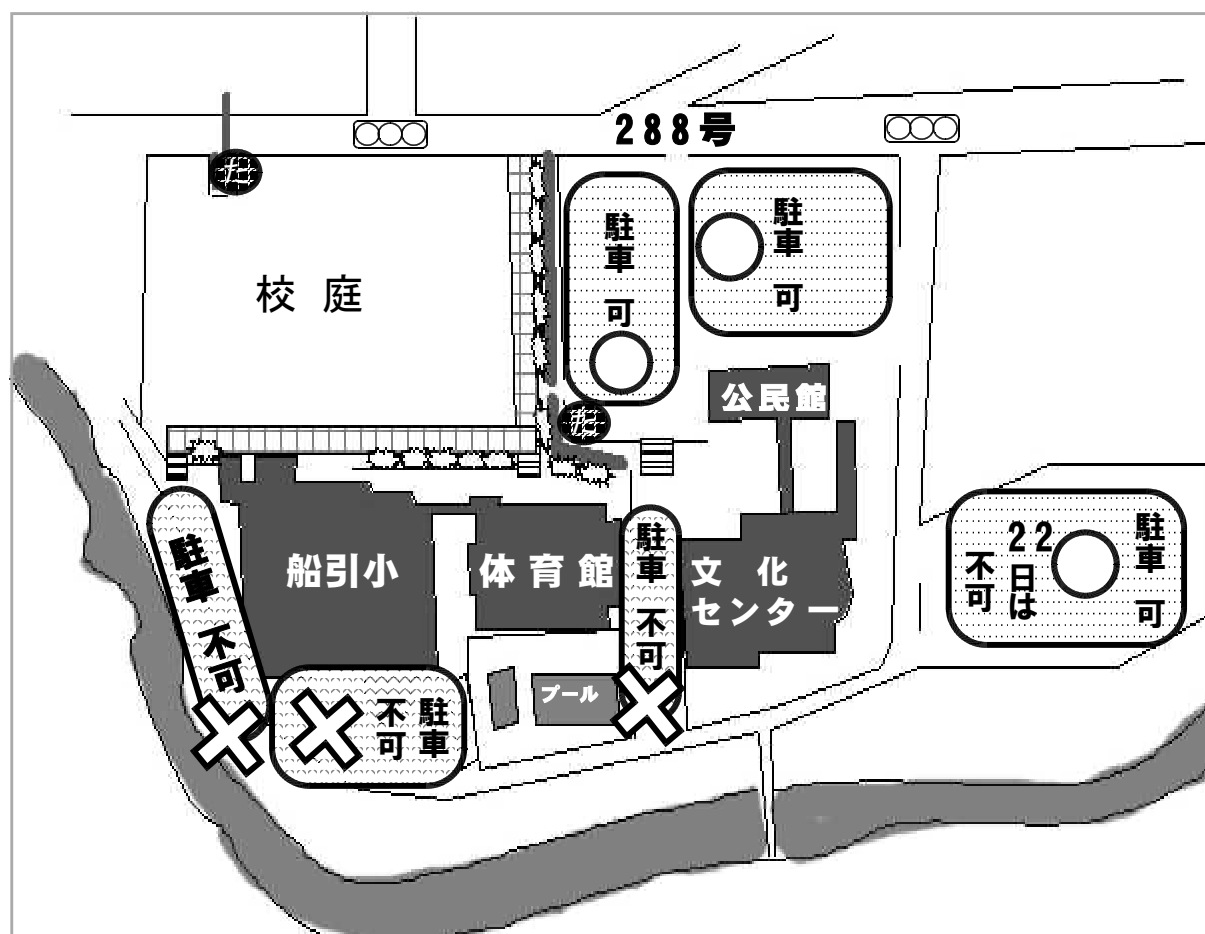 288号
駐車 可
駐車 可
校庭
公民館
駐車 可
22日は
不可
駐車 不可
船引小
体育館
駐車 不可
文化
センター
プール
駐車
不可